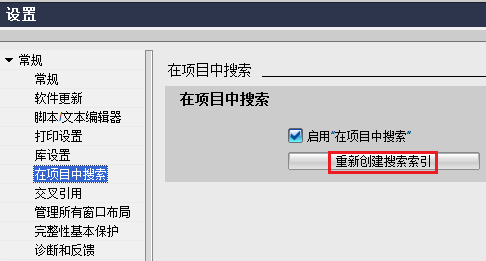 设置
常规
常规
软件更新
脚本/文本编辑器
打印设置
库设置
在项目中搜索
交叉引用
管理所有窗口布局
完整性基本保护
诊断和反馈
在项目中搜索
在项目中搜索
启用“在项目中搜索”
重新创建搜索索引